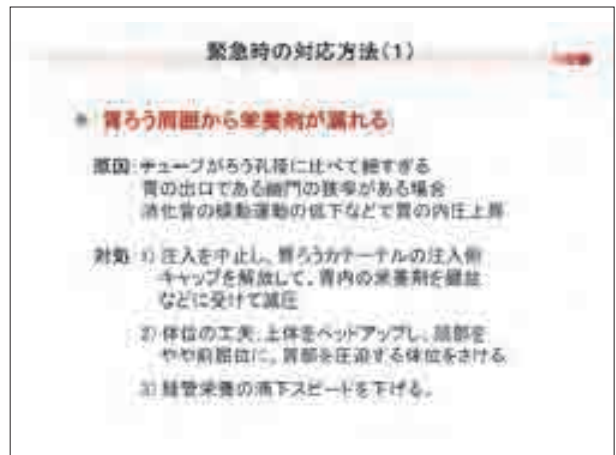 緊急時の対応方法(1)
胃ろう周囲から栄養剤が漏れる
原因:チューブがろう孔径に比べて細すぎる
胃の出口である幽門の狭窄がある場合
消化管の蠕動運動の低下などで胃の内圧上昇
対処 1)注入を中止し、胃ろうカテーテルの注入側
キャップを解放して、胃内の栄養剤を
などに受けて減圧
2)体位の工夫:上体をヘッドアップし、頭部を
やや前屈位に、胃部を圧迫する体位をさける
3)経管栄養の滴下スピードを下げる。